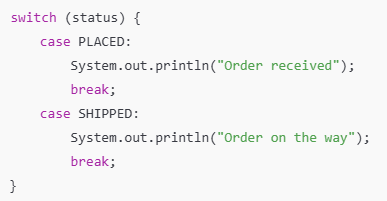 switch (status) {
    case PLACED:
        System.out.println("Order received");
        break;
    case SHIPPED:
        System.out.println("Order on the way");
        break;
}